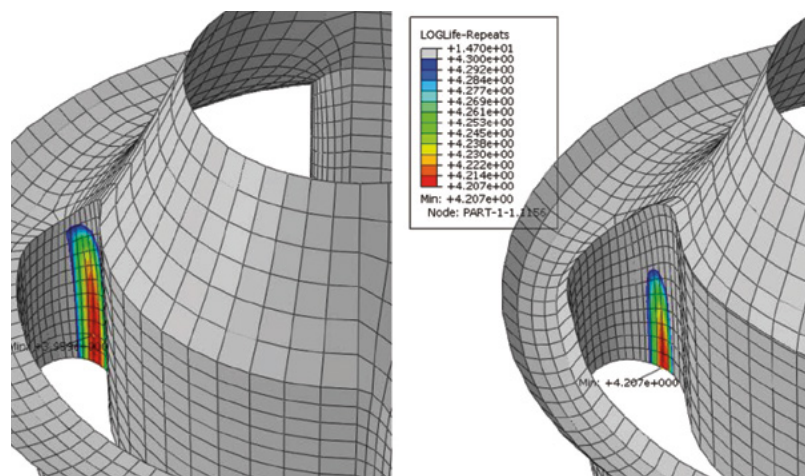 LOGLife-Repeats
+1.470e+01
+4.300e+00
+4.292e+00
+4.284e+00
+4.277e+00
+4.269e+00
+4.261e+00
+4.253e+00
+4.245e+00
+4.238e+00
+4.230e+00
+4.222e+00
+4.214e+00
+4.207e+00
Min: +4.207e+00
Node: PART-1-1.1156
Min: +4.207e+000